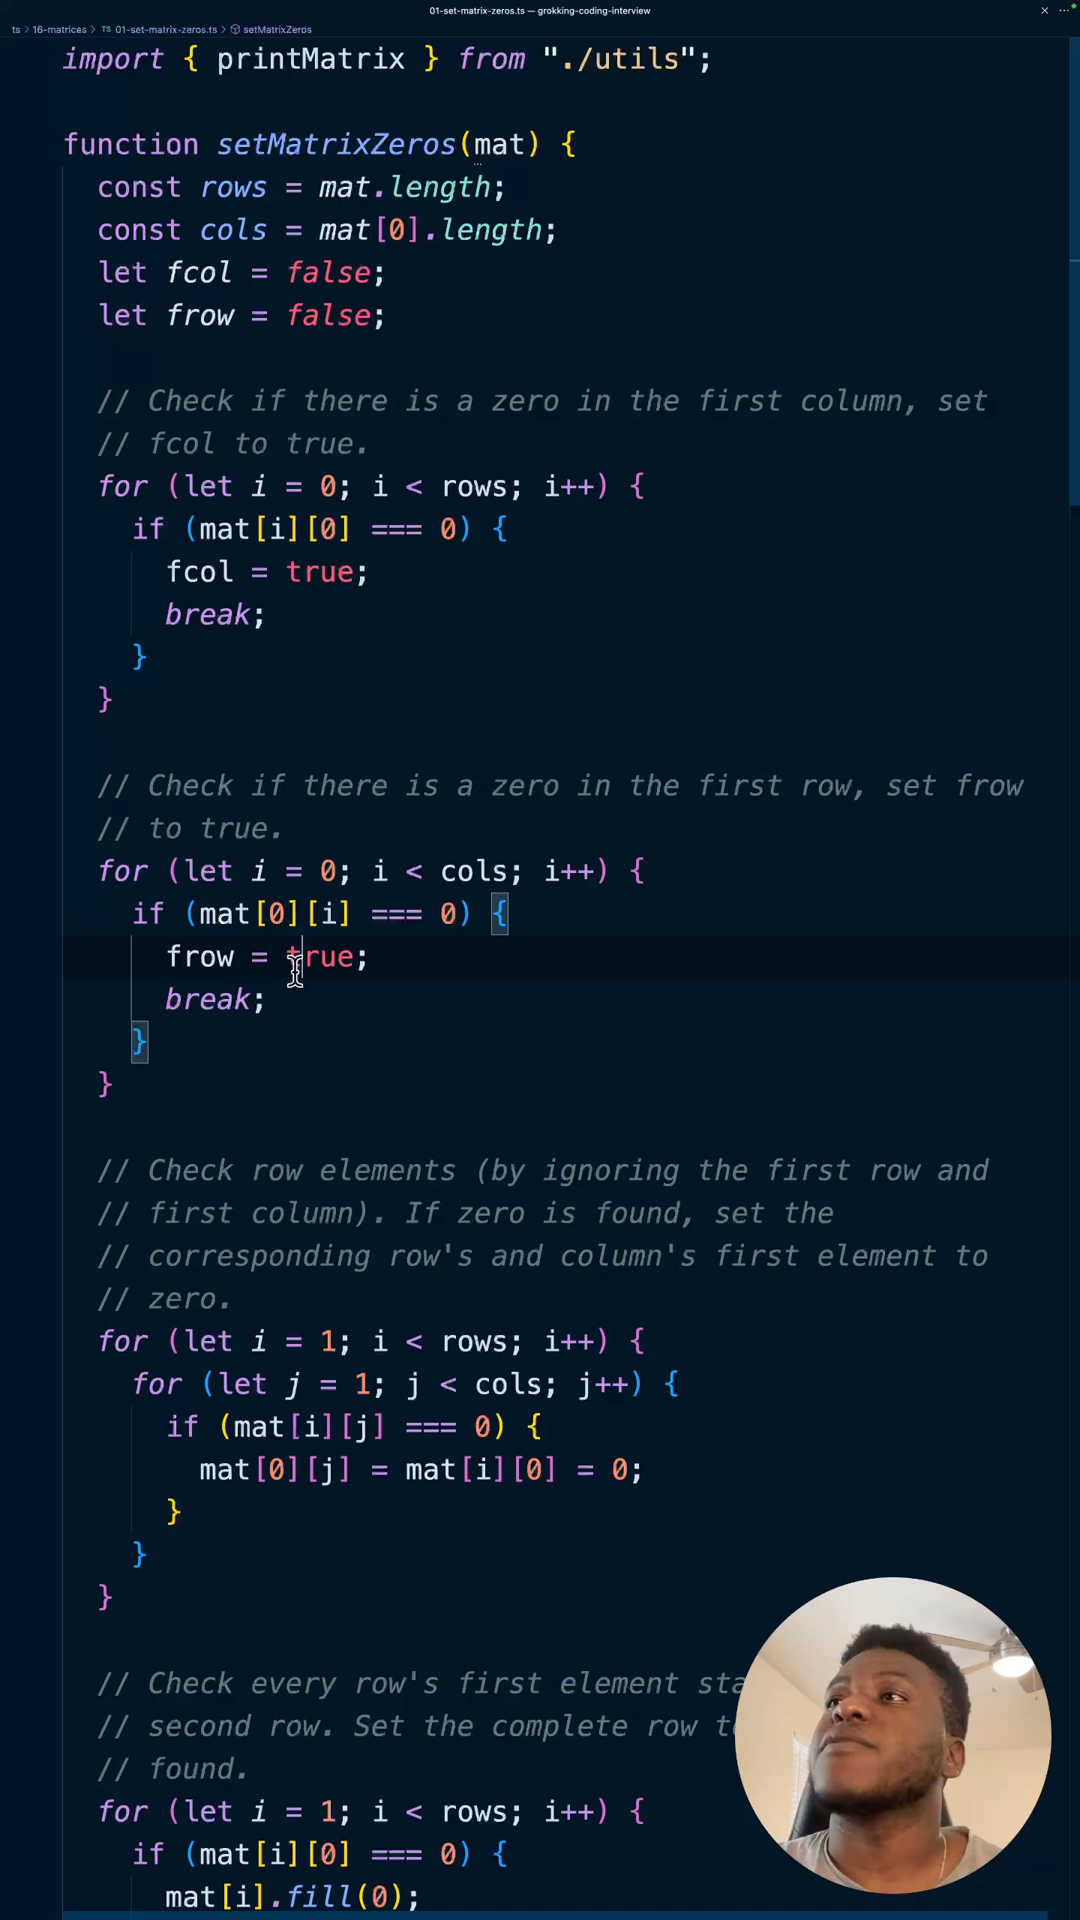 01-set-matrix-zeros.ts — grokking-coding-interview
ts > 16-matrices > TS 01-set-matrix-zeros.ts > setMatrixZeros
import { printMatrix } from "./utils";
function setMatrixZeros(mat) {
const rows = mat.length;
const cols = mat[0].length;
let fcol = false;
let frow = false;
// Check if there is a zero in the first column, set
// fcol to true.
for (let i = 0; i < rows; i++) {
if (mat[i][0] === 0) {
fcol = true;
break;
}
}
// Check if there is a zero in the first row, set frow
// to true.
for (let i = 0; i < cols; i++) {
if (mat[0][i] === 0) {
frow = true;
break;
}
}
// Check row elements (by ignoring the first row and
// first column). If zero is found, set the
// corresponding row's and column's first element to
// zero.
for (let i = 1; i < rows; i++) {
for (let j = 1; j < cols; j++) {
if (mat[i][j] === 0) {
mat[0][j] = mat[i][0] = 0;
}
}
}
// Check every row's first element sta
// second row. Set the complete row t
// found.
for (let i = 1; i < rows; i++) {
if (mat[i][0] === 0) {
mat[i].fill(0);